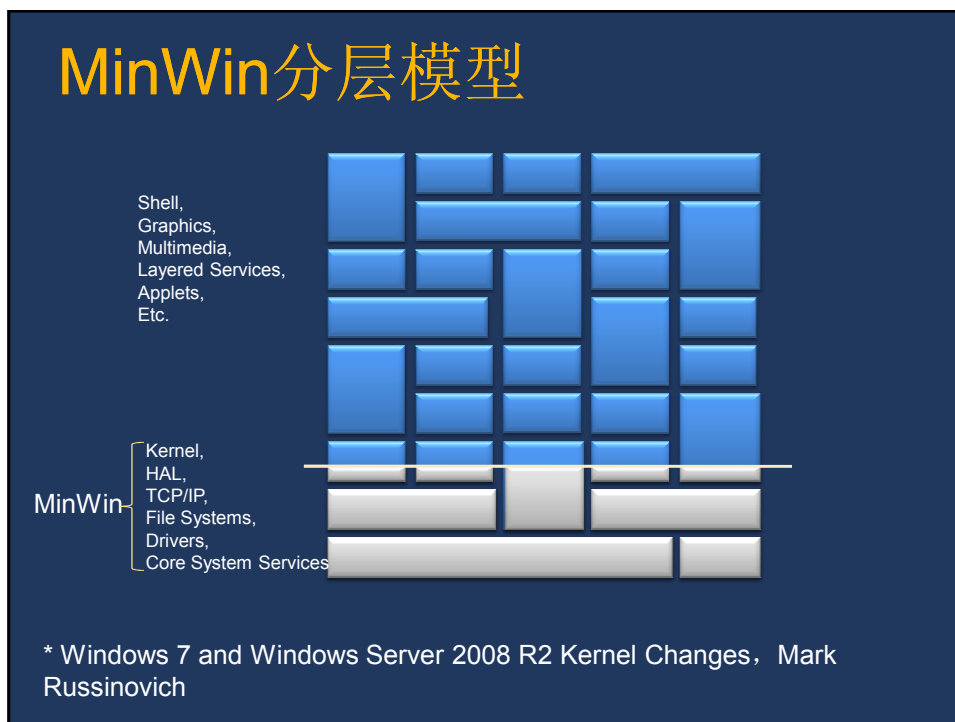 MinWin分层模型
Shell,
Graphics,
Multimedia,
Layered Services,
Applets,
Etc.
MinWin
Kernel,
HAL,
TCP/IP,
File Systems,
Drivers,
Core System Services
* Windows 7 and Windows Server 2008 R2 Kernel Changes，Mark
Russinovich